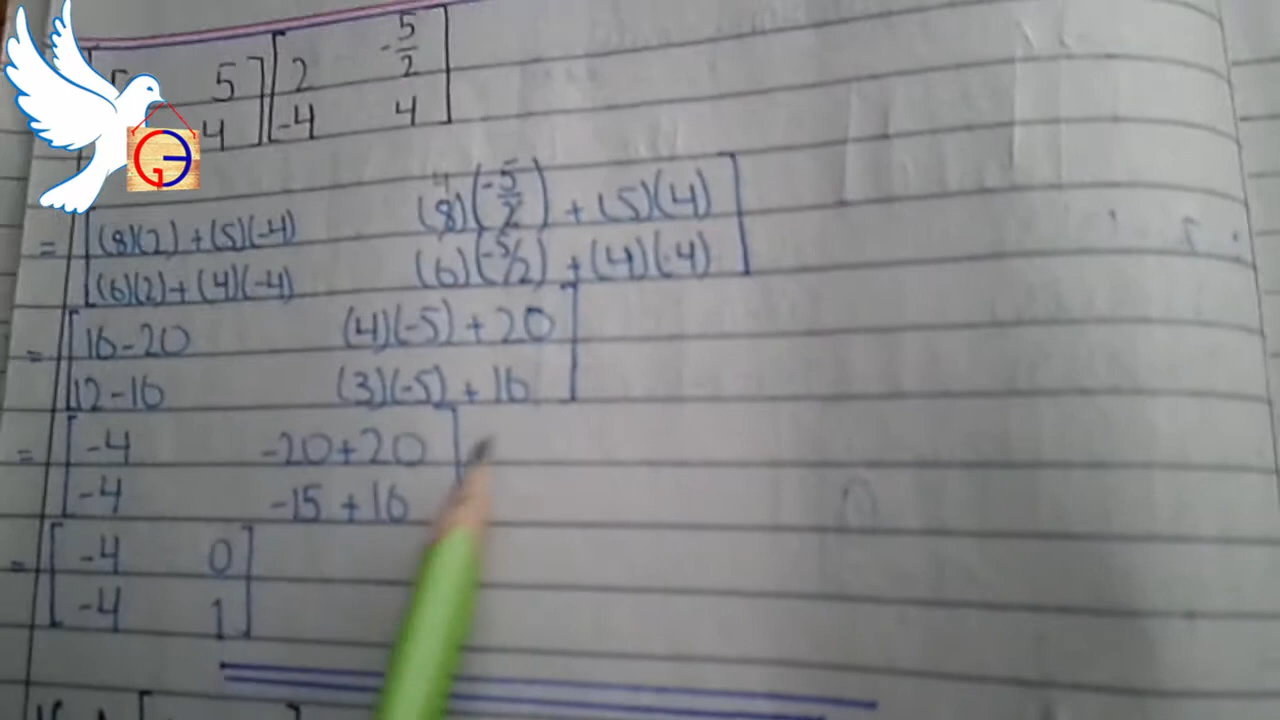 5] [2 -5/2]
4] [-4 4]
= [(8)(2)+(5)(-4) (8)(-5/2)+(5)(4)]
[(6)(2)+(4)(-4) (6)(-5/2)+(4)(4)]
= [16-20 (4)(-5)+20]
[12-16 (3)(-5)+16]
= [-4 -20+20]
[-4 -15+16
= [-4 0]
[-4 1]
GE